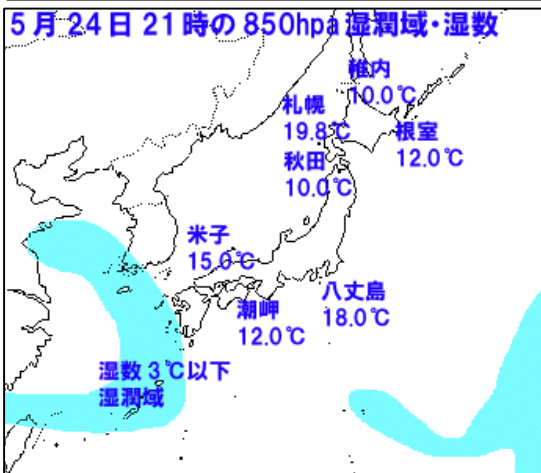 5月24日21時の850hpa湿潤域・湿数
稚内
10.0℃
札幌
19.8℃
根室
12.0℃
秋田
10.0℃
米子
15.0℃
八丈島
18.0℃
潮岬
12.0℃
湿数3℃以下
湿潤域